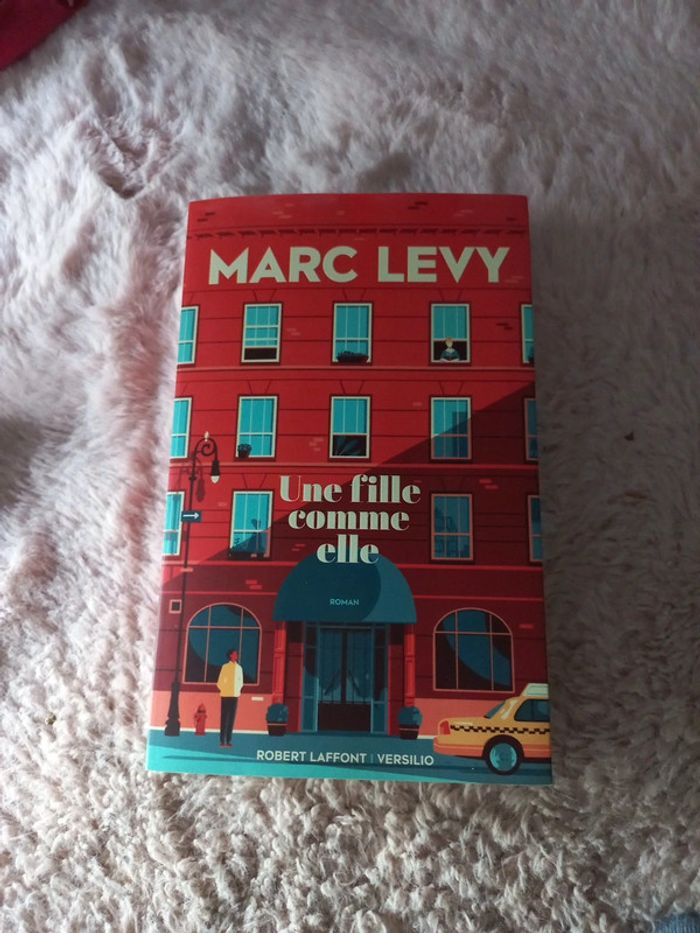 MARC LEVY
Une fille
comme
elle
ROMAN
ROBERT LAFFONT | VERSILIO